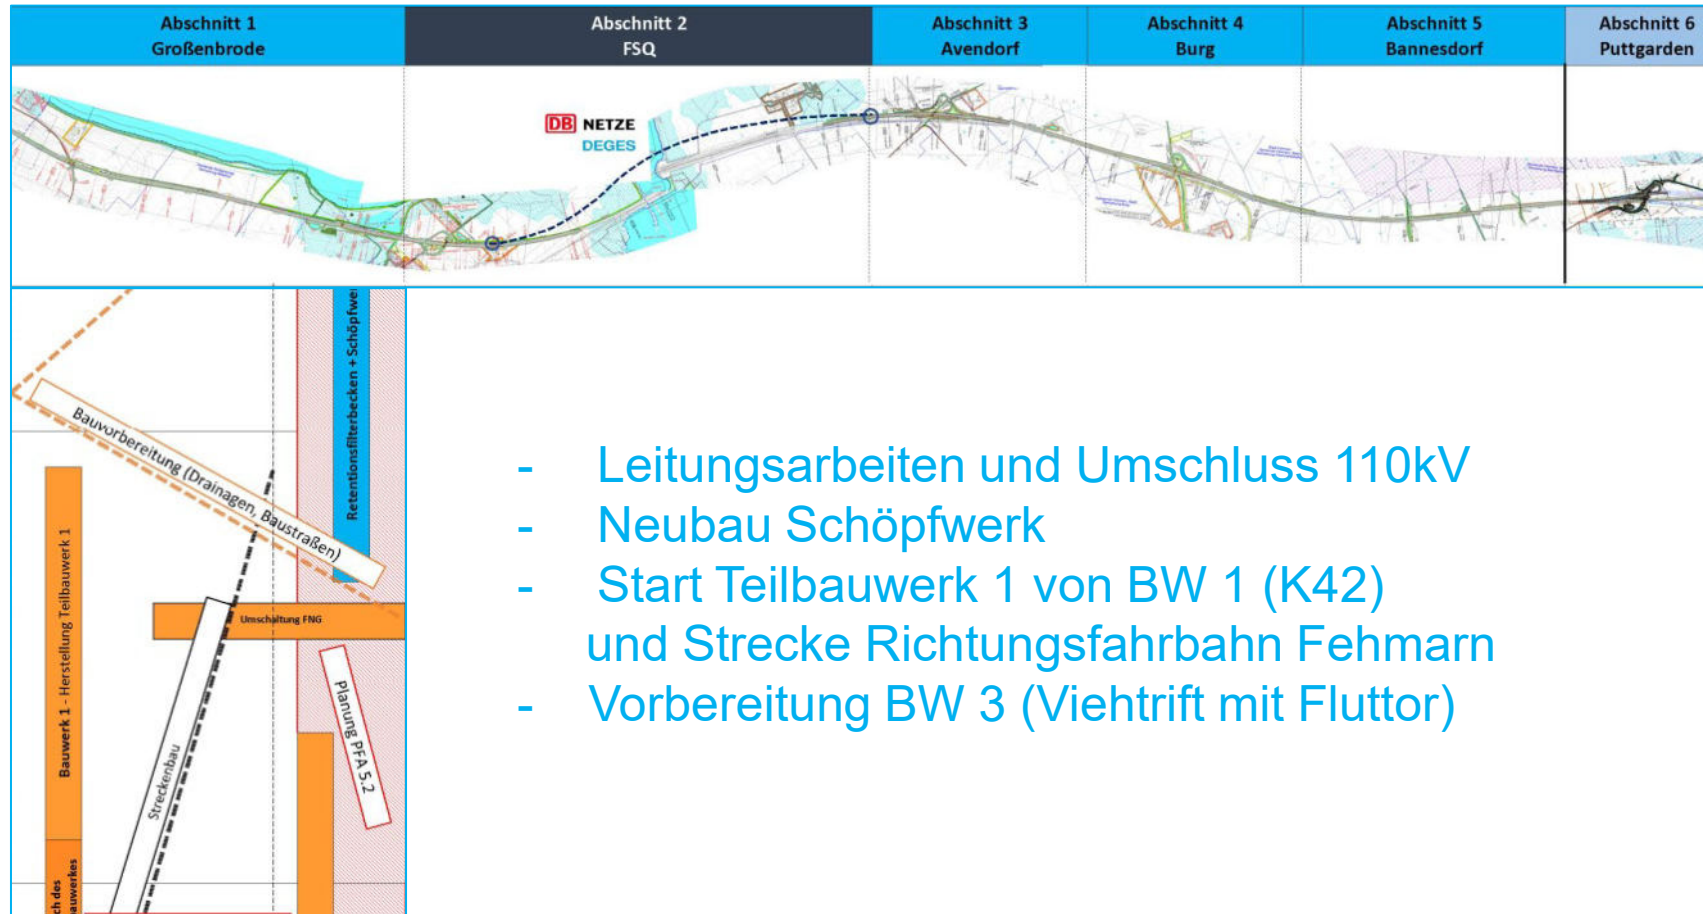 Abschnitt 1
Großenbrode
Abschnitt 2
FSQ
Abschnitt 3
Avendorf
Abschnitt 4
Burg
Abschnitt 5
Bannesdorf
Abschnitt 6
Puttgarden
DB NETZE
DEGES
Retentionsfilterbecken + Schöpfwe
Bauvorbereitung (Drainagen, Baustraßen)
Bauwerk 1 - Herstellung Teilbauwerk 1
Umschaltung FNG
Streckenbau
Planung PFA 5.2
ch des
auwerkes
- Leitungsarbeiten und Umschluss 110kV
- Neubau Schöpfwerk
- Start Teilbauwerk 1 von BW 1 (K42)
und Strecke Richtungsfahrbahn Fehmarn
- Vorbereitung BW 3 (Viehtrift mit Fluttor)